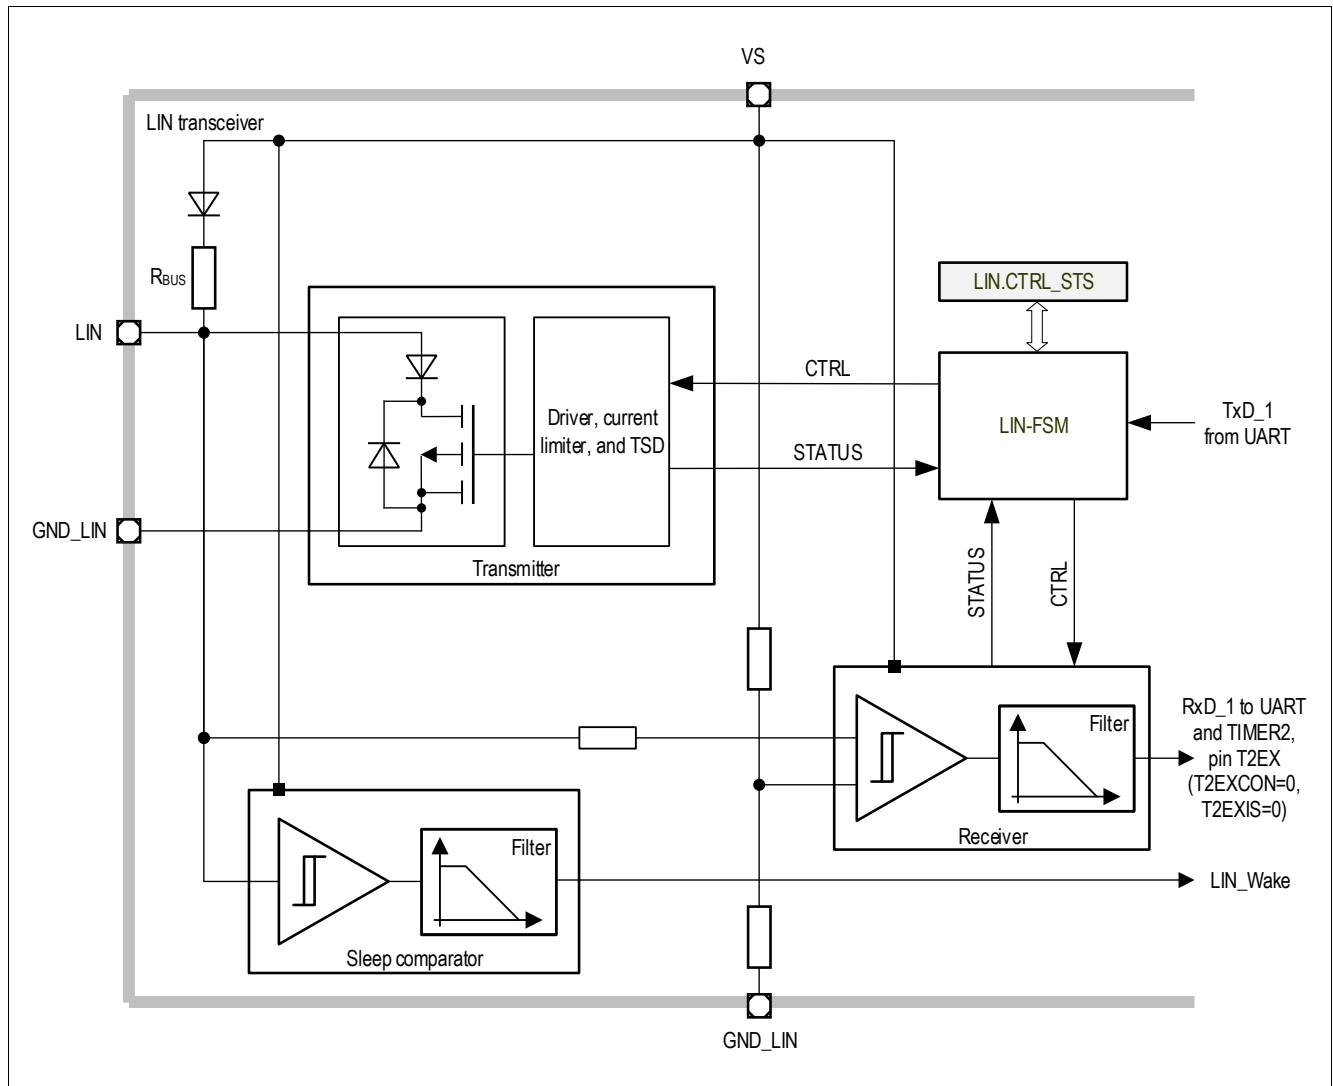 VS
LIN transceiver
RBUS
LIN.CTRL_STS
LIN
CTRL
TxD_1
from UART
Driver, current
limiter, and TSD
LIN-FSM
STATUS
GND_LIN
Transmitter
STATUS
CTRL
RxD_1 to UART
and TIMER2,
pin T2EX
(T2EXCON=0,
T2EXIS=0)
Filter
Receiver
Filter
LIN_Wake
Sleep comparator
GND_LIN